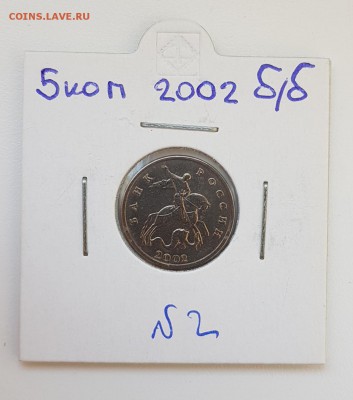 COINS.LAVE.RU
5коп 2002 б/б
БАНК РОССИИ
2002
N2